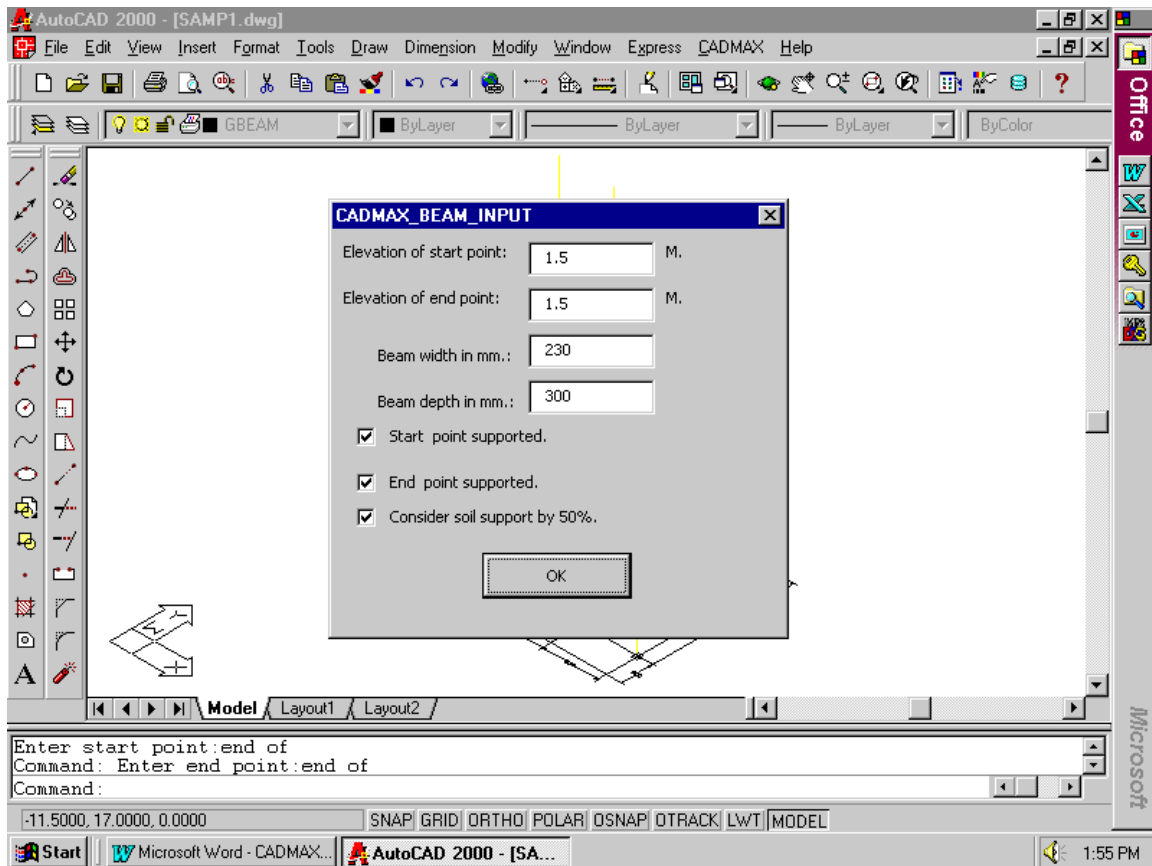 AutoCAD 2000 - [SAMP1.dwg]
File Edit View Insert Format Tools Draw Dimension Modify Window Express CADMAX Help
GBEAM ByLayer ByLayer ByLayer ByColor
Office
CADMAX_BEAM_INPUT
Elevation of start point: 1.5 M.
Elevation of end point: 1.5 M.
Beam width in mm.: 230
Beam depth in mm.: 300
Start point supported.
End point supported.
Consider soil support by 50%.
OK
Model Layout1 Layout2
Enter start point:end of
Command: Enter end point:end of
Command:
-11.5000, 17.0000, 0.0000 SNAP GRID ORTHO POLAR OSNAP OTRACK LWT MODEL
Microsoft
Start Microsoft Word - CADMAX... AutoCAD 2000 - [SA... 1:55 PM